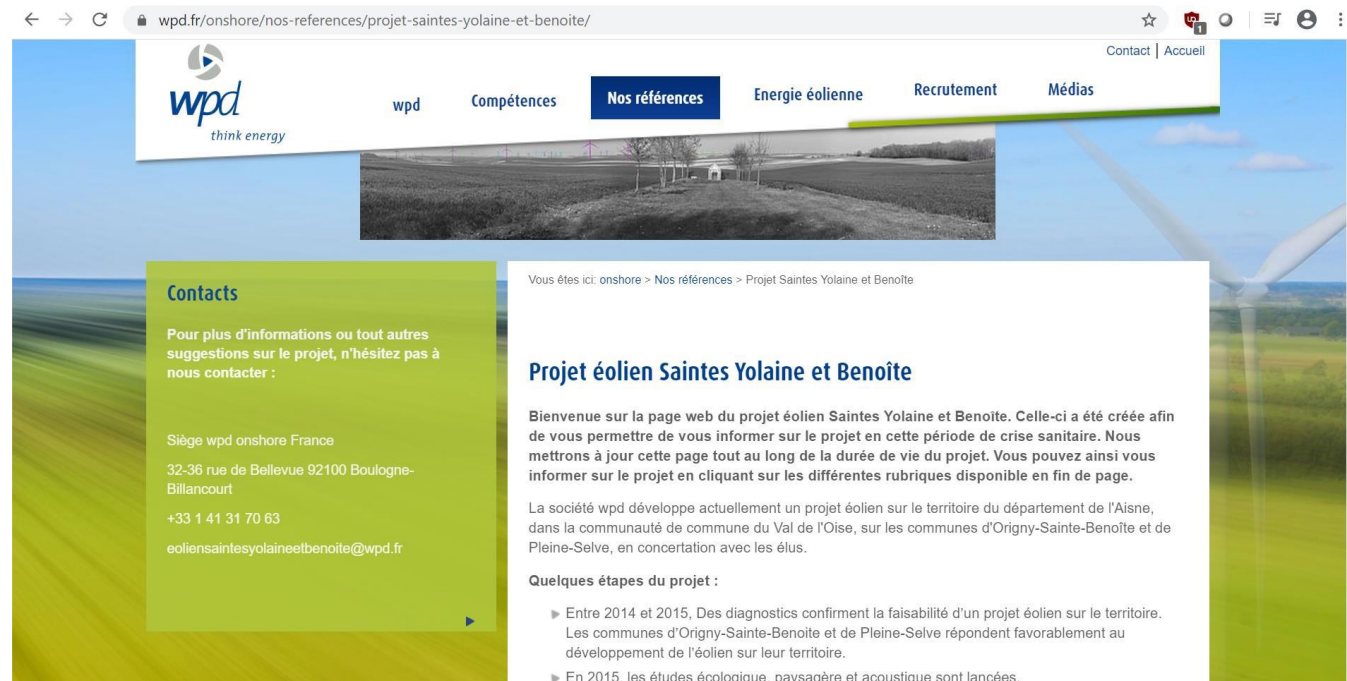 wpd.fr/onshore/nos-references/projet-saintes-yolaine-et-benoite/
1
Contact | Accueil
wpd
think energy
wpd
Compétences
Nos références
Energie éolienne
Recrutement
Médias
Contacts
Pour plus d'informations ou tout autres
suggestions sur le projet, n'hésitez pas à
nous contacter :
Siège wpd onshore France
32-36 rue de Bellevue 92100 Boulogne-
Billancourt
+33 1 41 31 70 63
eoliensaintesyolaineetbenoite@wpd.fr
Vous êtes ici: onshore > Nos références > Projet Saintes Yolaine et Benoîte
Projet éolien Saintes Yolaine et Benoîte
Bienvenue sur la page web du projet éolien Saintes Yolaine et Benoîte. Celle-ci a été créée afin
de vous permettre de vous informer sur le projet en cette période de crise sanitaire. Nous
mettrons à jour cette page tout au long de la durée de vie du projet. Vous pouvez ainsi vous
informer sur le projet en cliquant sur les différentes rubriques disponible en fin de page.
La société wpd développe actuellement un projet éolien sur le territoire du département de l'Aisne,
dans la communauté de commune du Val de l'Oise, sur les communes d'Origny-Sainte-Benoîte et de
Pleine-Selve, en concertation avec les élus.
Quelques étapes du projet :
Entre 2014 et 2015, Des diagnostics confirment la faisabilité d'un projet éolien sur le territoire.
Les communes d'Origny-Sainte-Benoite et de Pleine-Selve répondent favorablement au
développement de l'éolien sur leur territoire.
En 2015, les études écologique, paysagère et acoustique sont lancées.